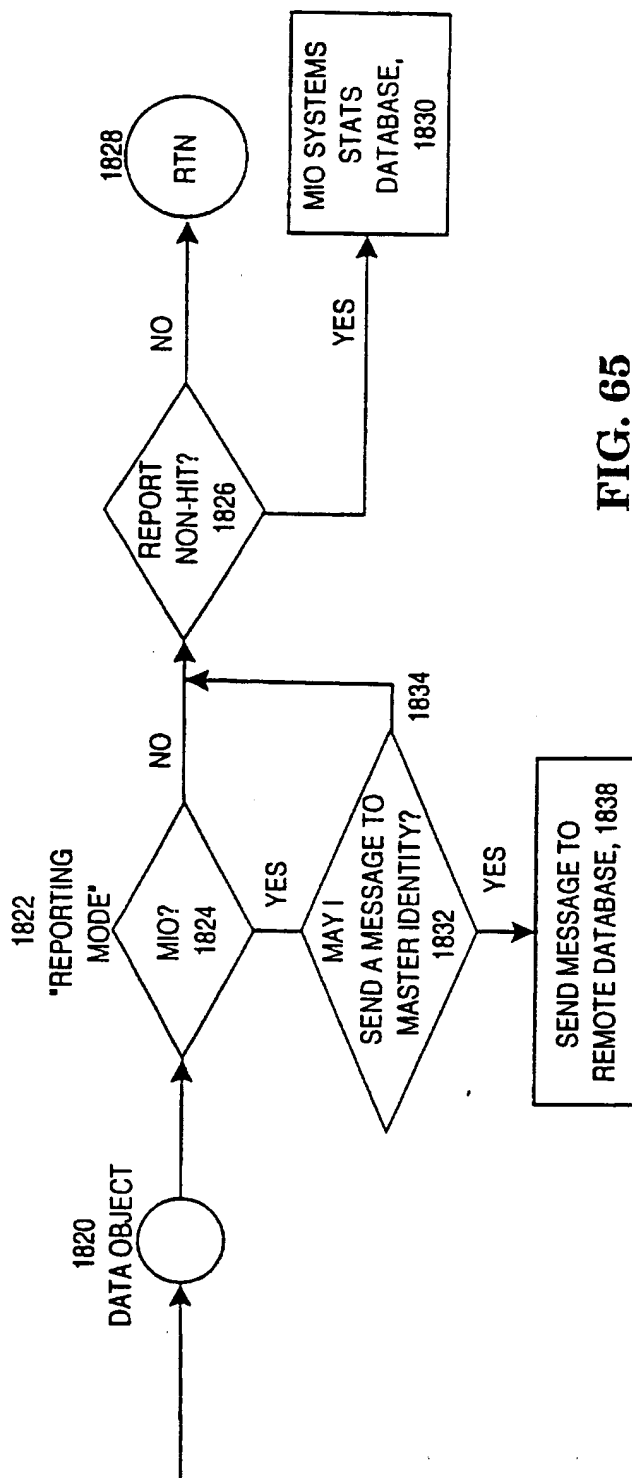 1820
DATA OBJECT
1822
"REPORTING
MODE"
MIO?
1824
NO
YES
MAY I
SEND A MESSAGE TO
MASTER IDENTITY?
1832
1834
YES
SEND MESSAGE TO
REMOTE DATABASE, 1838
REPORT
NON-HIT?
1826
NO
1828
RTN
YES
MIO SYSTEMS
STATS
DATABASE,
1830
FIG. 65